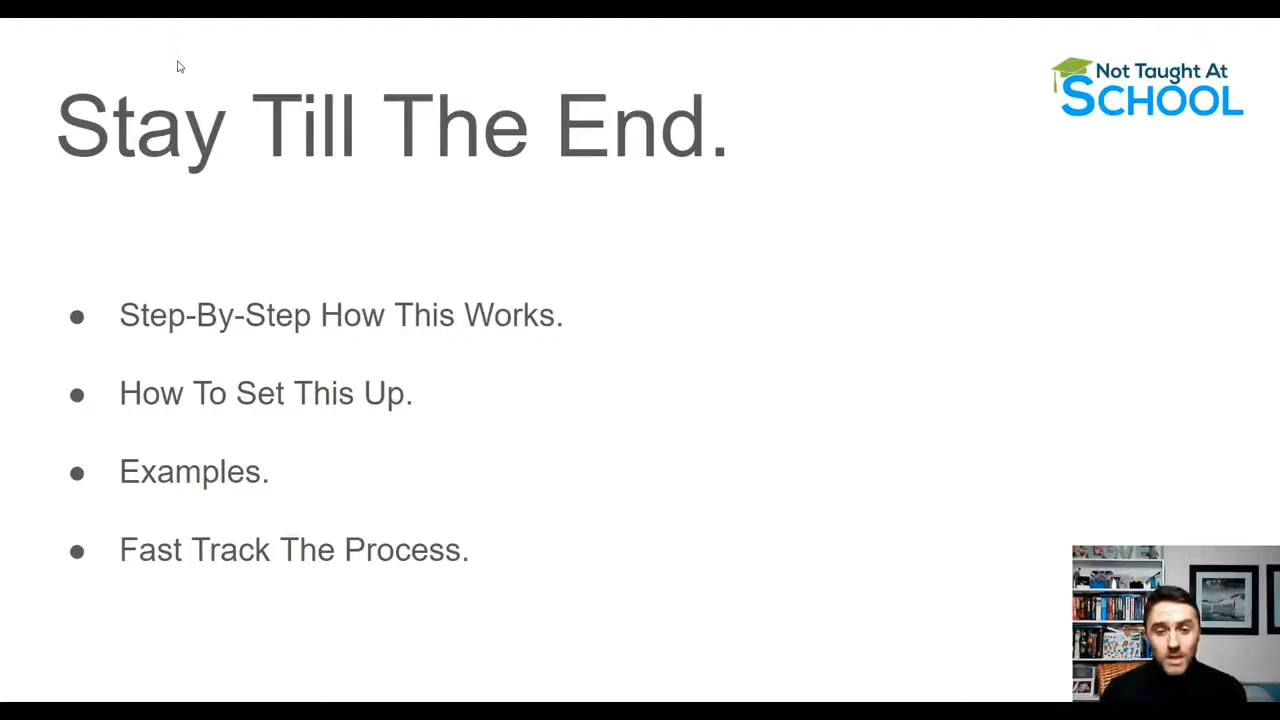 Stay Till The End.
Not Taught At
SCHOOL
● Step-By-Step How This Works.
● How To Set This Up.
● Examples.
● Fast Track The Process.